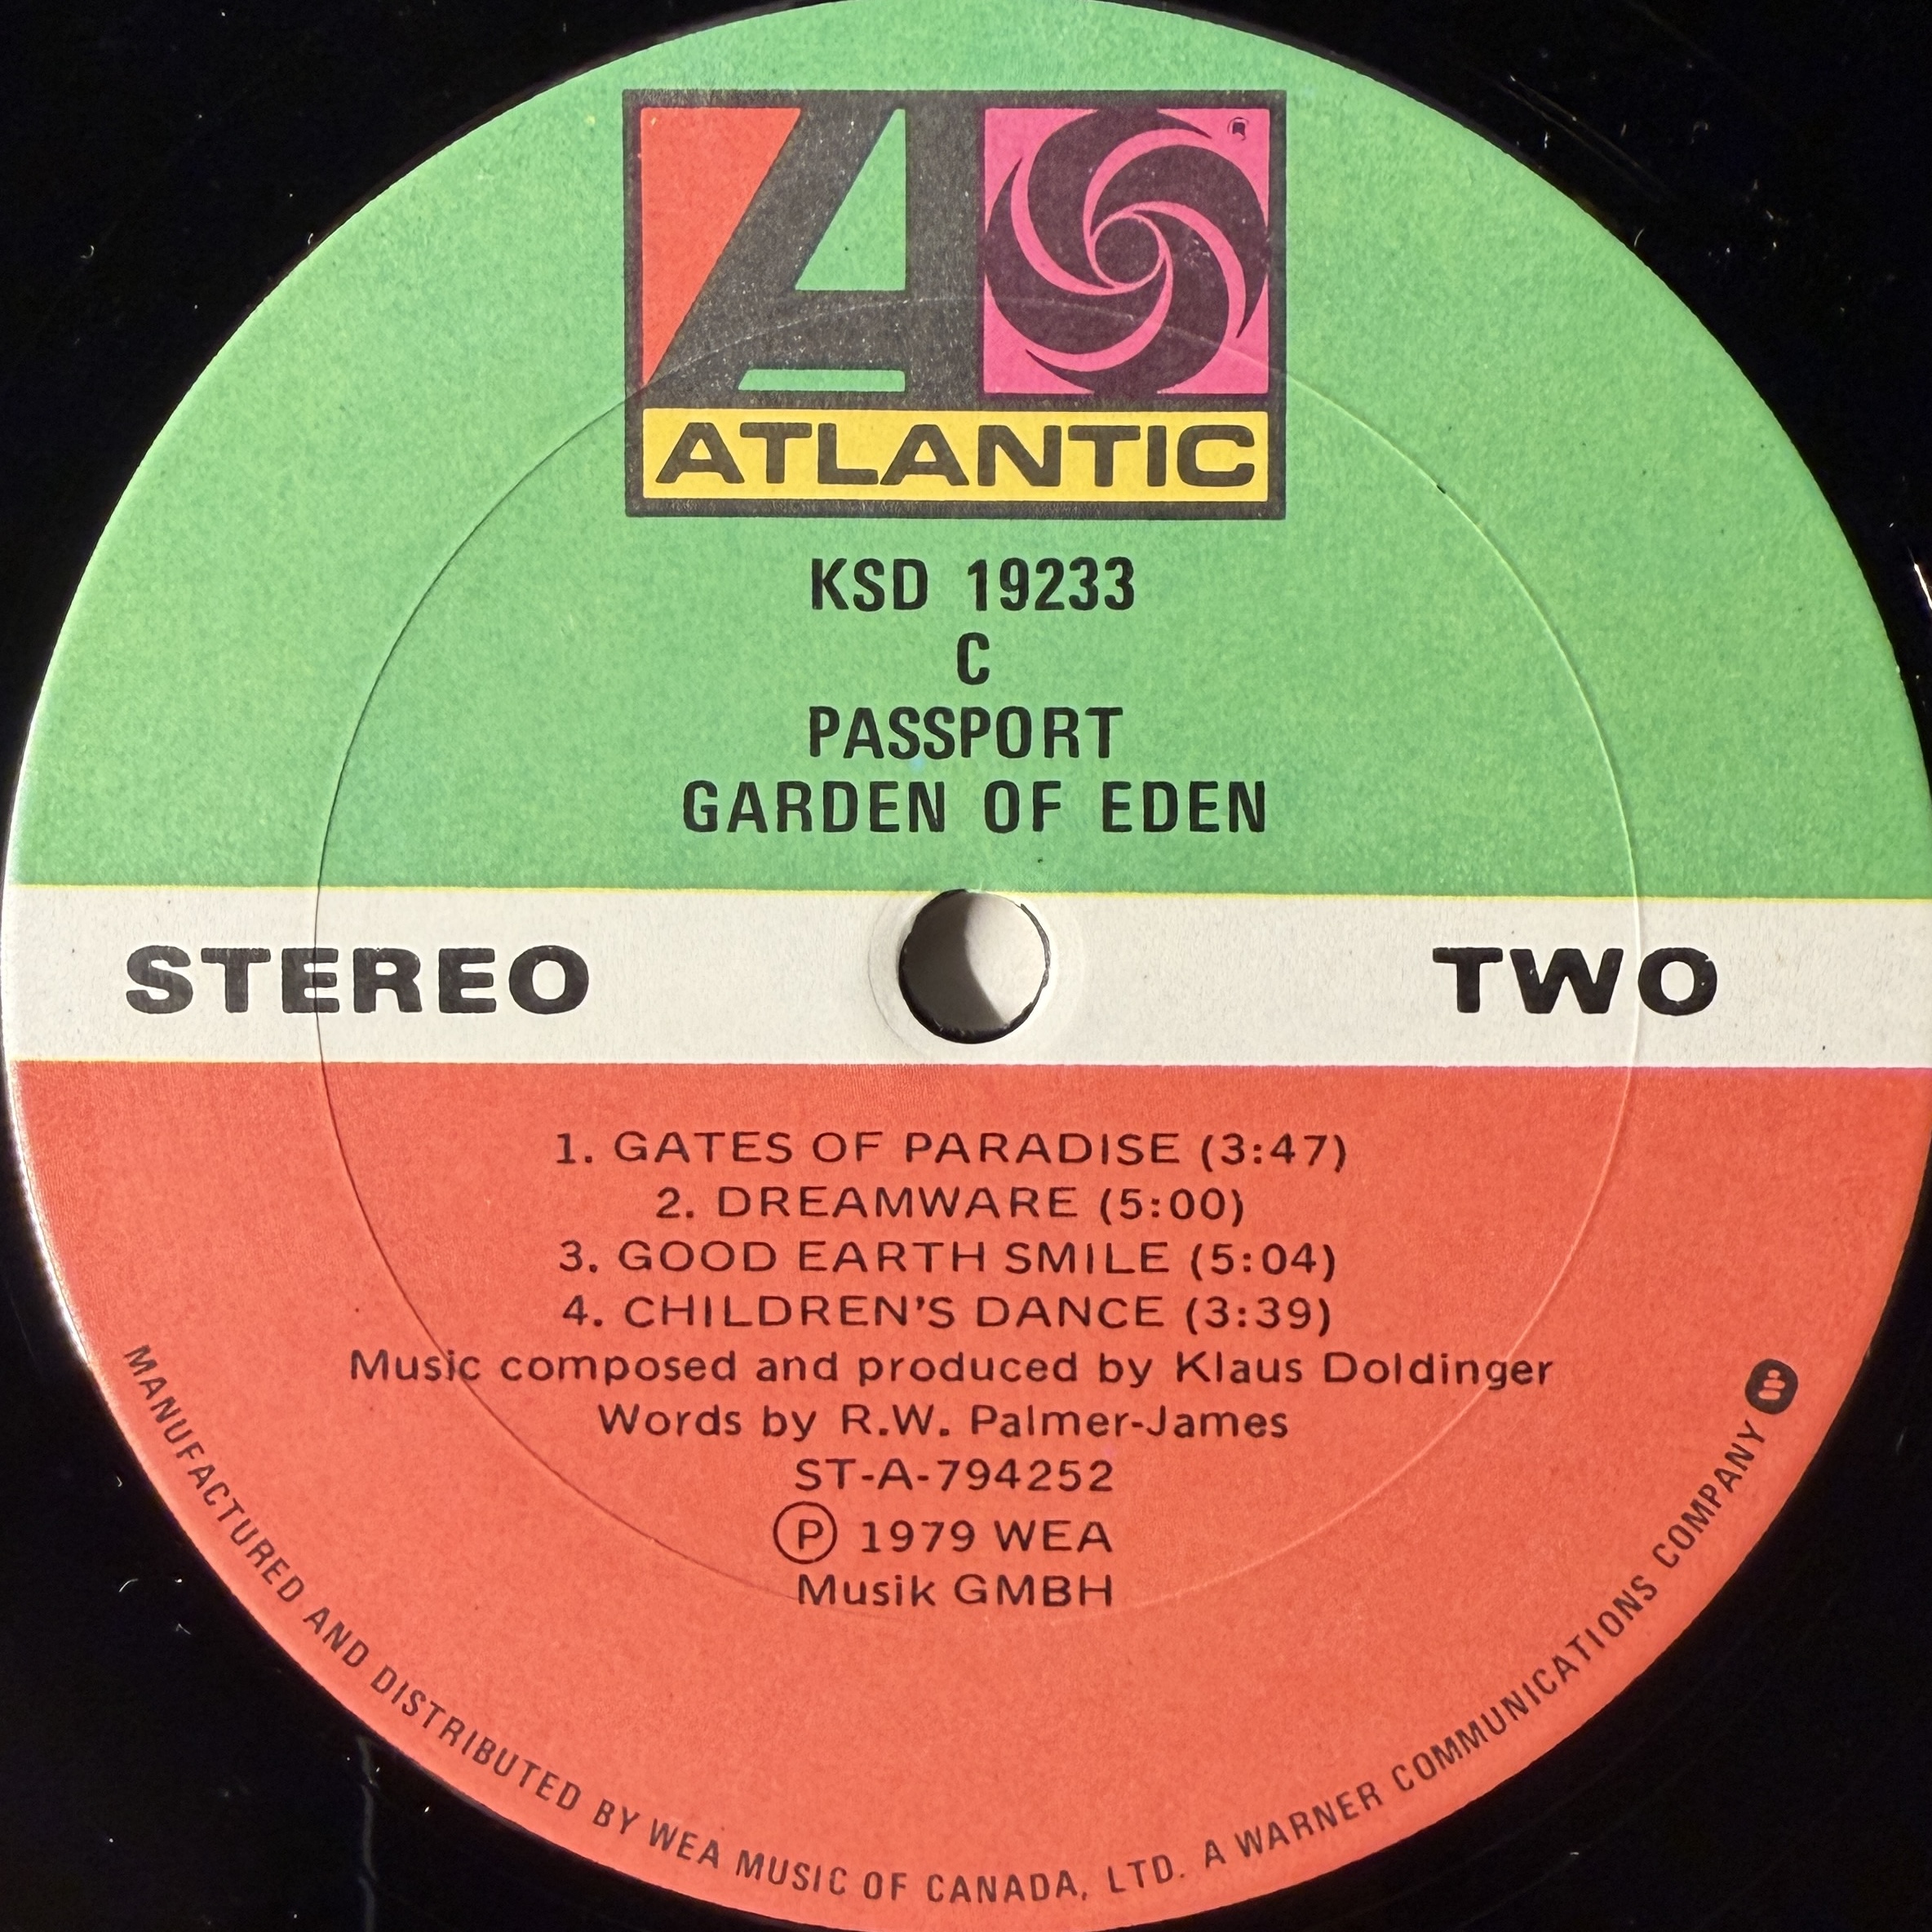 ATLANTIC
KSD 19233
C
PASSPORT
GARDEN OF EDEN
STEREO
TWO
1. GATES OF PARADISE (3:47)
2. DREAMWARE (5:00)
3. GOOD EARTH SMILE (5:04)
4. CHILDREN'S DANCE (3:39)
Music composed and produced by Klaus Doldinger
Words by R.W. Palmer-James
ST-A-794252
Ⓟ 1979 WEA
Musik GMBH
MANUFACTURED AND DISTRIBUTED BY WEA MUSIC OF CANADA, LTD. A WARNER COMMUNICATIONS COMPANY